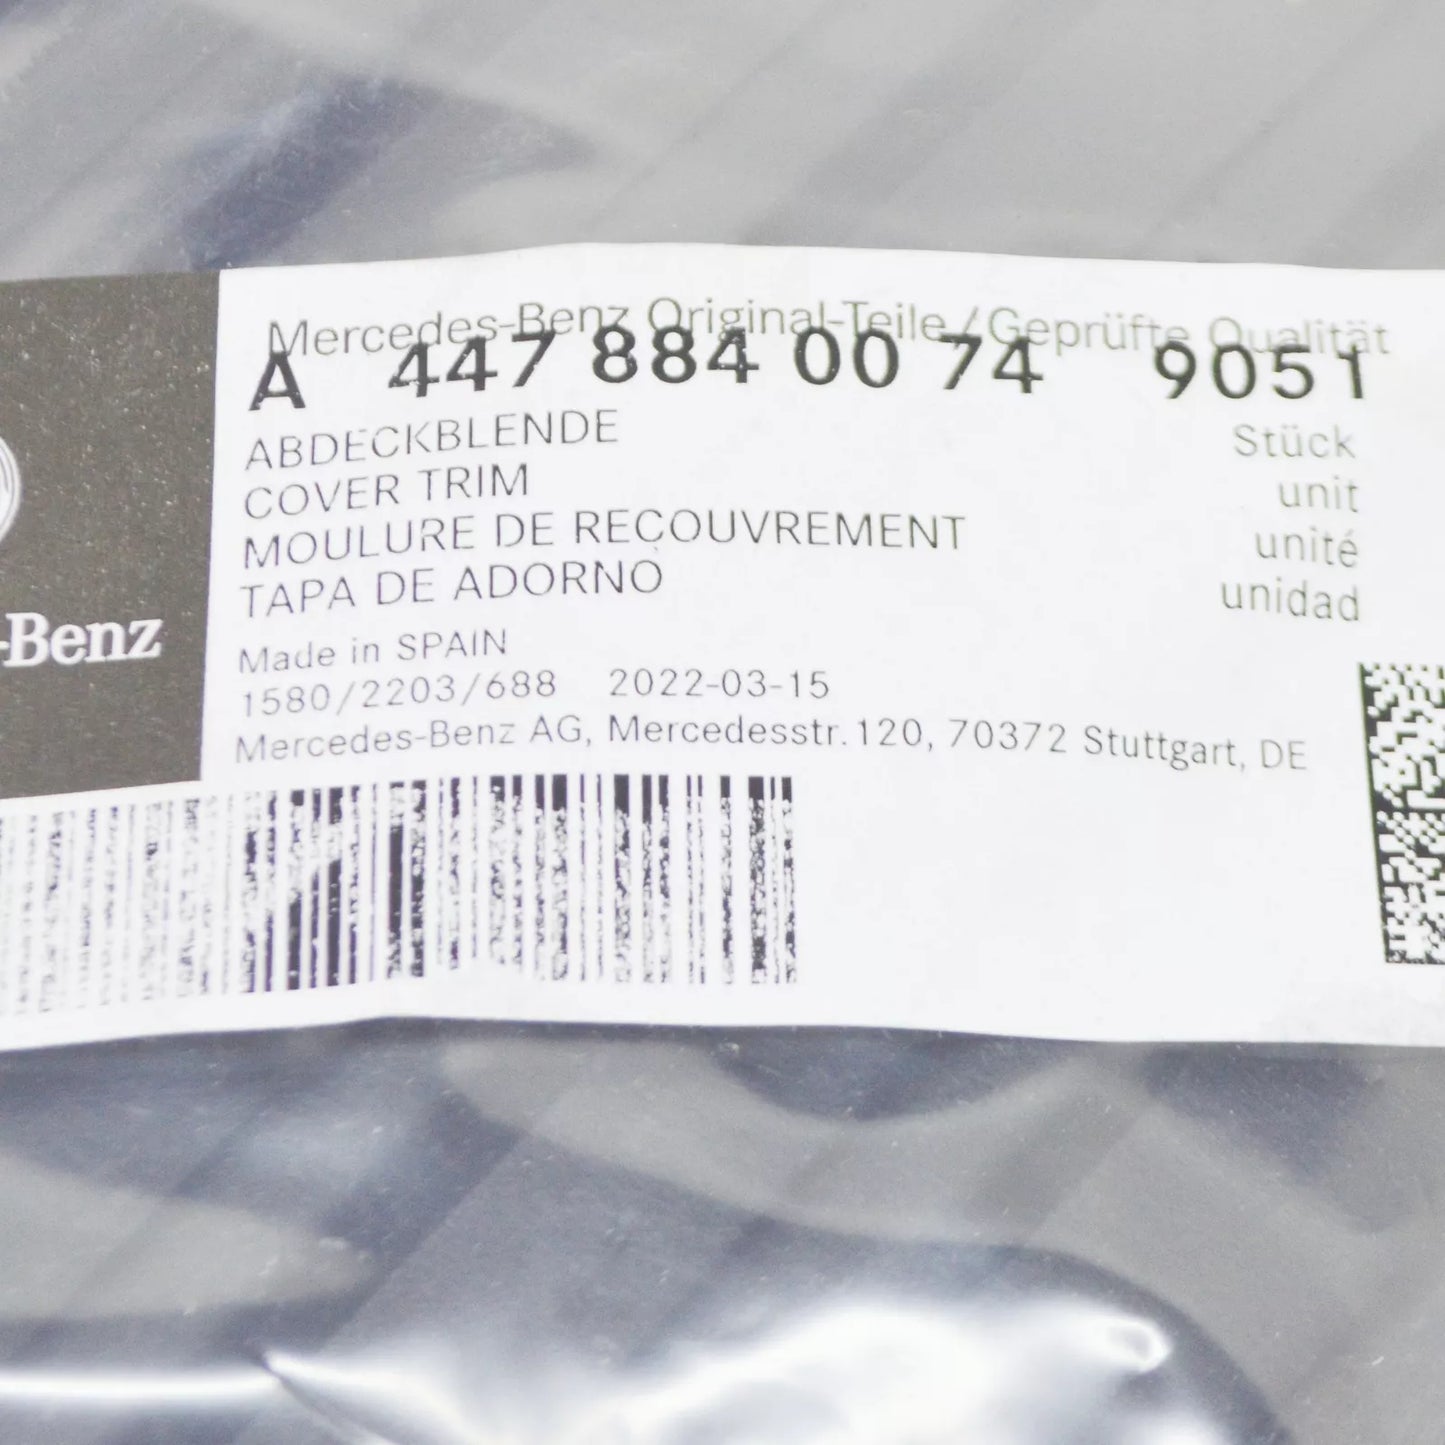 Mercedes-Benz Original-Teile/Geprüfte Qualität
A 447 884 00 74 9051
ABDECKBLENDE Stück
COVER TRIM unit
MOULURE DE RECOUVREMENT unité
TAPA DE ADORNO unidad
-Benz
Made in SPAIN
1580/2203/688 2022-03-15
Mercedes-Benz AG, Mercedesstr.120, 70372 Stuttgart, DE